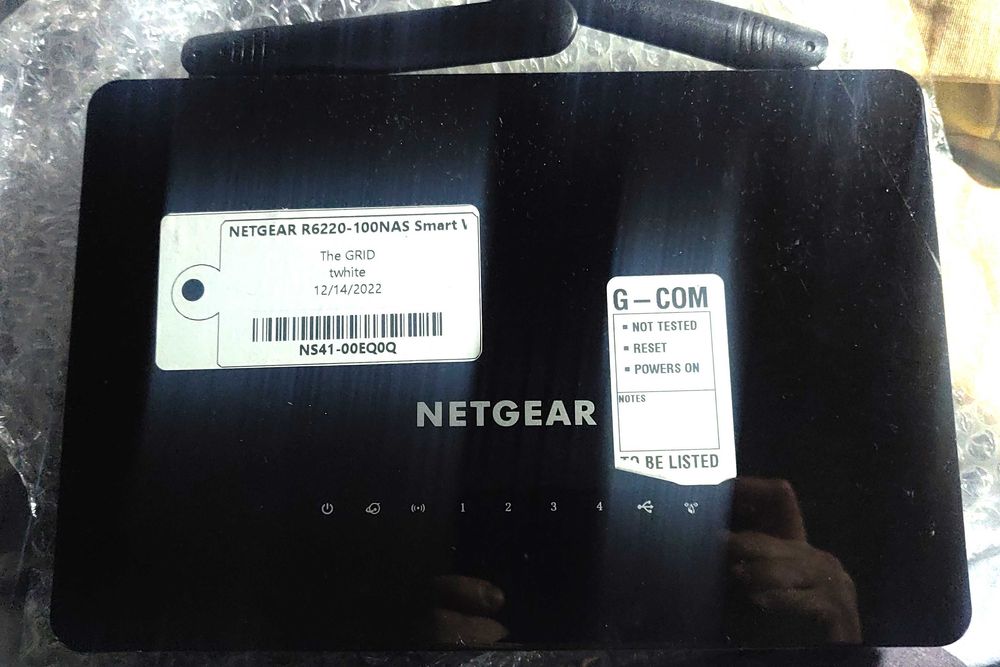 NETGEAR R6220-100NAS Smart
The GRID
twhite
12/14/2022
NS41-00EQ0Q
G-COM
▪ NOT TESTED
▪ RESET
▪ POWERS ON
NOTES
TO BE LISTED
NETGEAR
1 2 3 4